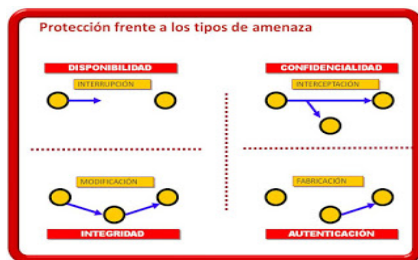 Protección frente a los tipos de amenaza
DISPONIBILIDAD
INTERRUPCIÓN
CONFIDENCIALIDAD
INTERCEPTACIÓN
MODIFICACIÓN
INTEGRIDAD
FABRICACIÓN
AUTENTICACIÓN